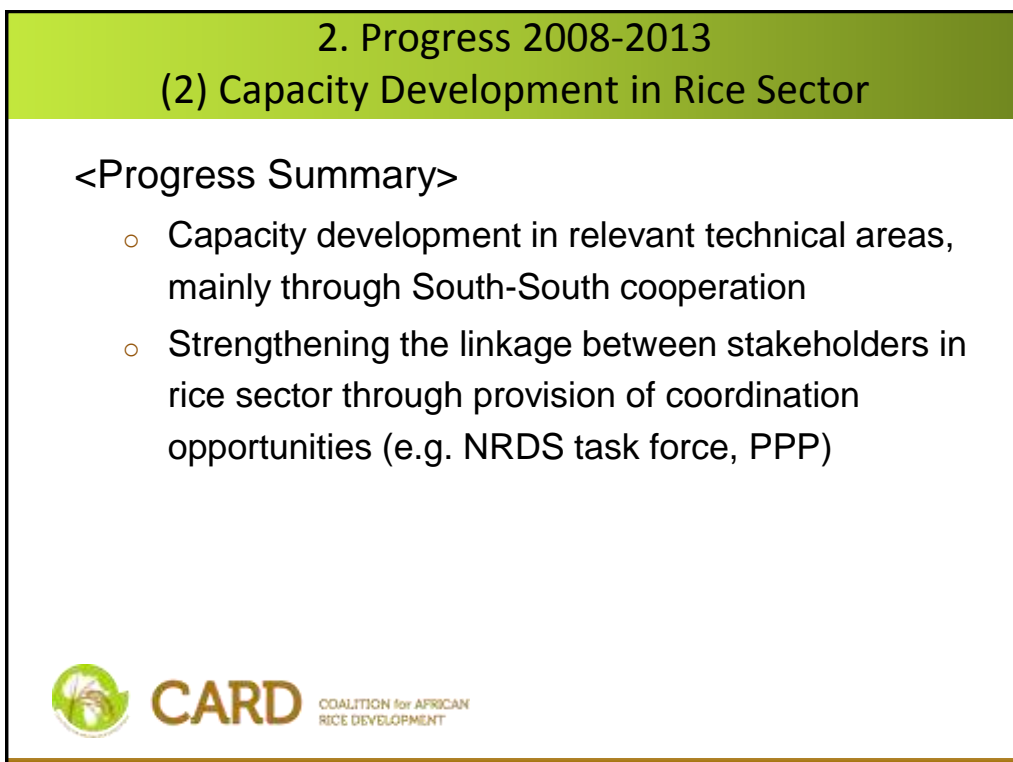 2. Progress 2008-2013
(2) Capacity Development in Rice Sector
<Progress Summary>
o Capacity development in relevant technical areas,
mainly through South-South cooperation
o Strengthening the linkage between stakeholders in
rice sector through provision of coordination
opportunities (e.g. NRDS task force, PPP)
CARD
COALITION for AFRICAN
RICE DEVELOPMENT